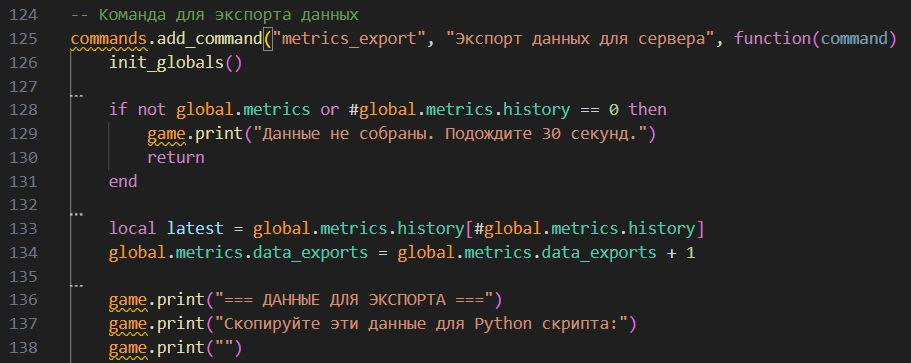 124 -- Команда для экспорта данных
125 commands.add_command("metrics_export", "Экспорт данных для сервера", function(command)
126     init_globals()
127
128     if not global.metrics or #global.metrics.history == 0 then
129         game.print("Данные не собраны. Подождите 30 секунд.")
130         return
131     end
132
133     local latest = global.metrics.history[#global.metrics.history]
134     global.metrics.data_exports = global.metrics.data_exports + 1
135
136     game.print("=== ДАННЫЕ ДЛЯ ЭКСПОРТА ===")
137     game.print("Скопируйте эти данные для Python скрипта:")
138     game.print("")